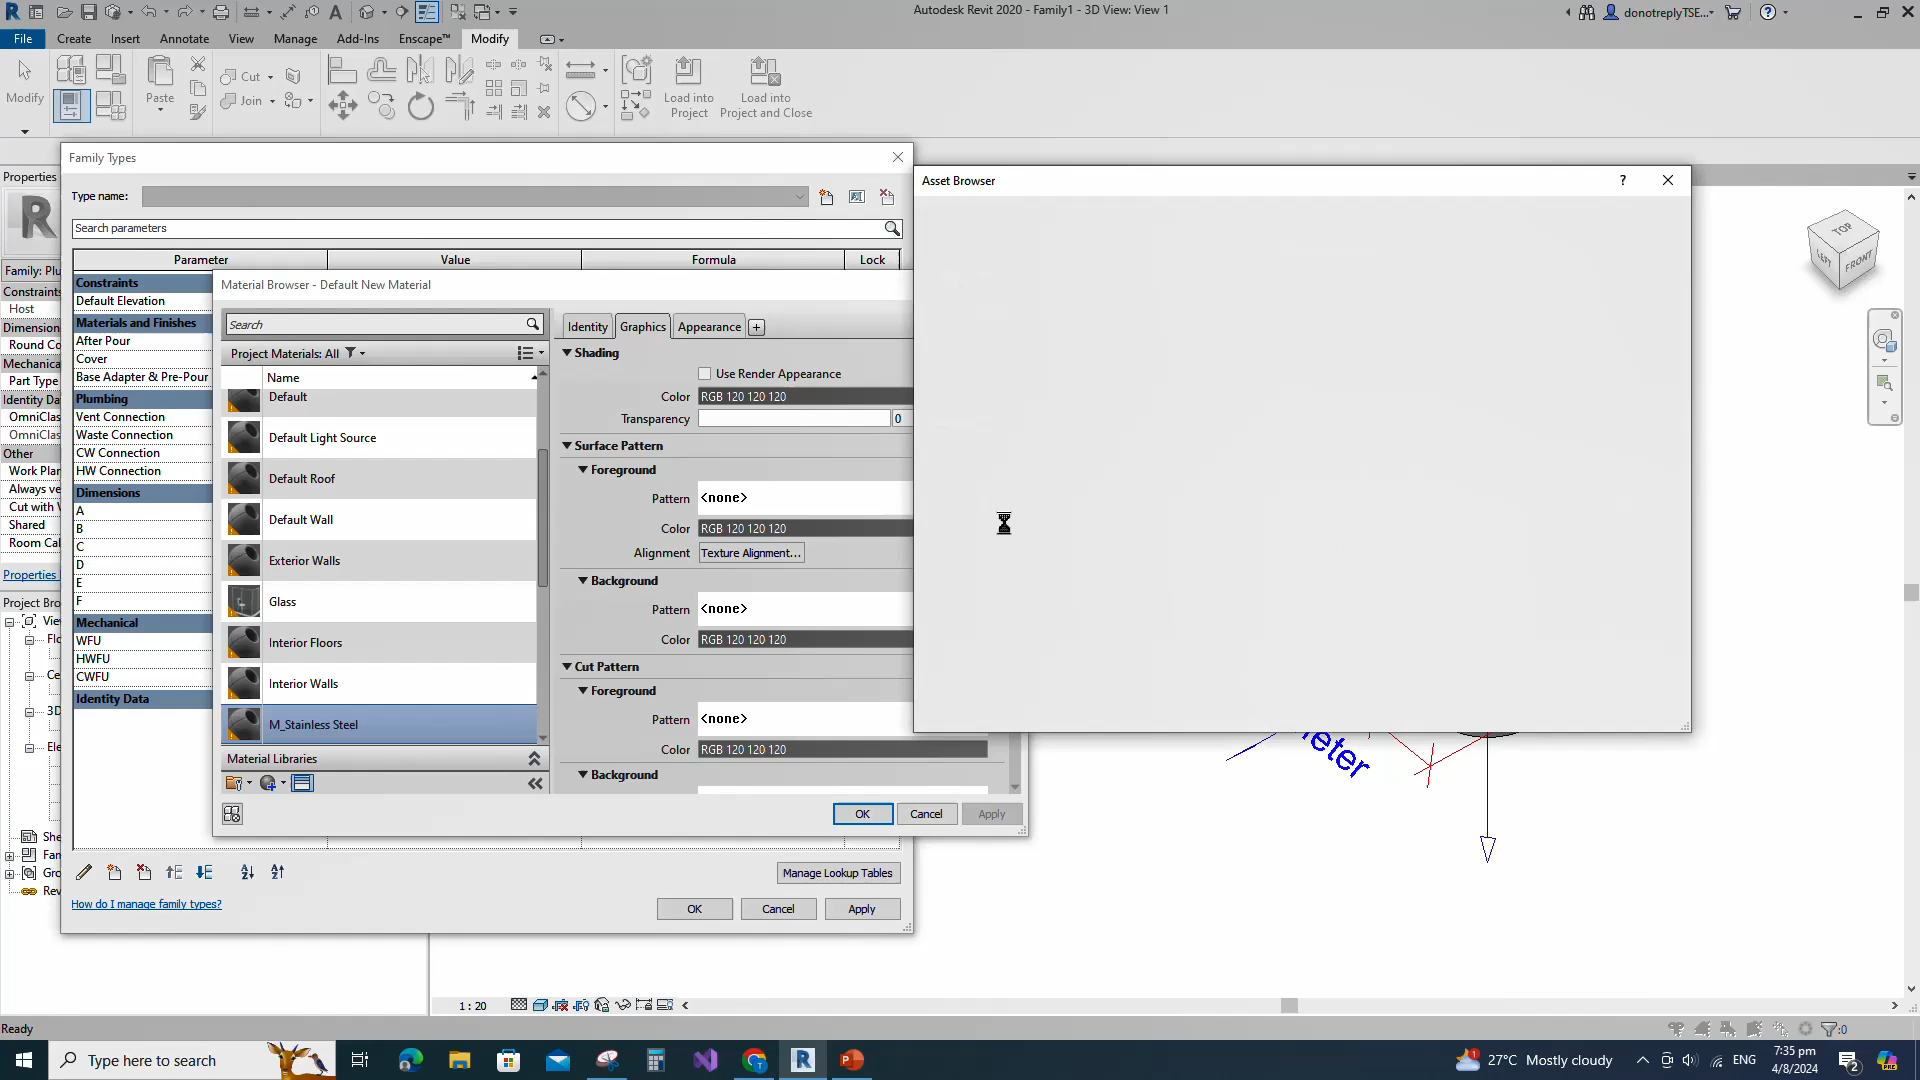 Autodesk Revit 2020 - Family1 - 3D View: View 1
donotreplyTSE...
File
Create
Insert
Annotate
View
Manage
Add-Ins
Enscape™
Modify
Modify
Paste
Cut
Join
Load into
Project
Load into
Project and Close
Properties
Family: Plu
Constraints
Host
Dimension
Round Co
Mechanica
Part Type
Identity Da
OmniClas
OmniClas
Other
Work Plan
Always ve
Cut with V
Shared
Room Cal
Properties
Project Bro
Family Types
Type name:
Search parameters
Parameter
Value
Formula
Lock
Constraints
Default Elevation
Materials and Finishes
After Pour
Cover
Base Adapter & Pre-Pour
Plumbing
Vent Connection
Waste Connection
CW Connection
HW Connection
Dimensions
A
B
C
D
E
F
Mechanical
WFU
HWFU
CWFU
Identity Data
Material Browser - Default New Material
Search
Project Materials: All
Name
Default
Default Light Source
Default Roof
Default Wall
Exterior Walls
Glass
Interior Floors
Interior Walls
M_Stainless Steel
Material Libraries
Identity
Graphics
Appearance
Shading
Use Render Appearance
Color
RGB 120 120 120
Transparency
0
Surface Pattern
Foreground
Pattern
<none>
Color
RGB 120 120 120
Alignment
Texture Alignment...
Background
Pattern
<none>
Color
RGB 120 120 120
Cut Pattern
Foreground
Pattern
<none>
Color
RGB 120 120 120
Background
OK
Cancel
Apply
Manage Lookup Tables
How do I manage family types?
OK
Cancel
Apply
Asset Browser
TOP
LEFT
FRONT
eter
Vie
Flo
Ce
3D
Ele
She
Fam
Gro
Rev
1 : 20
Ready
:0
Type here to search
27°C Mostly cloudy
ENG
7:35 pm
4/8/2024
2